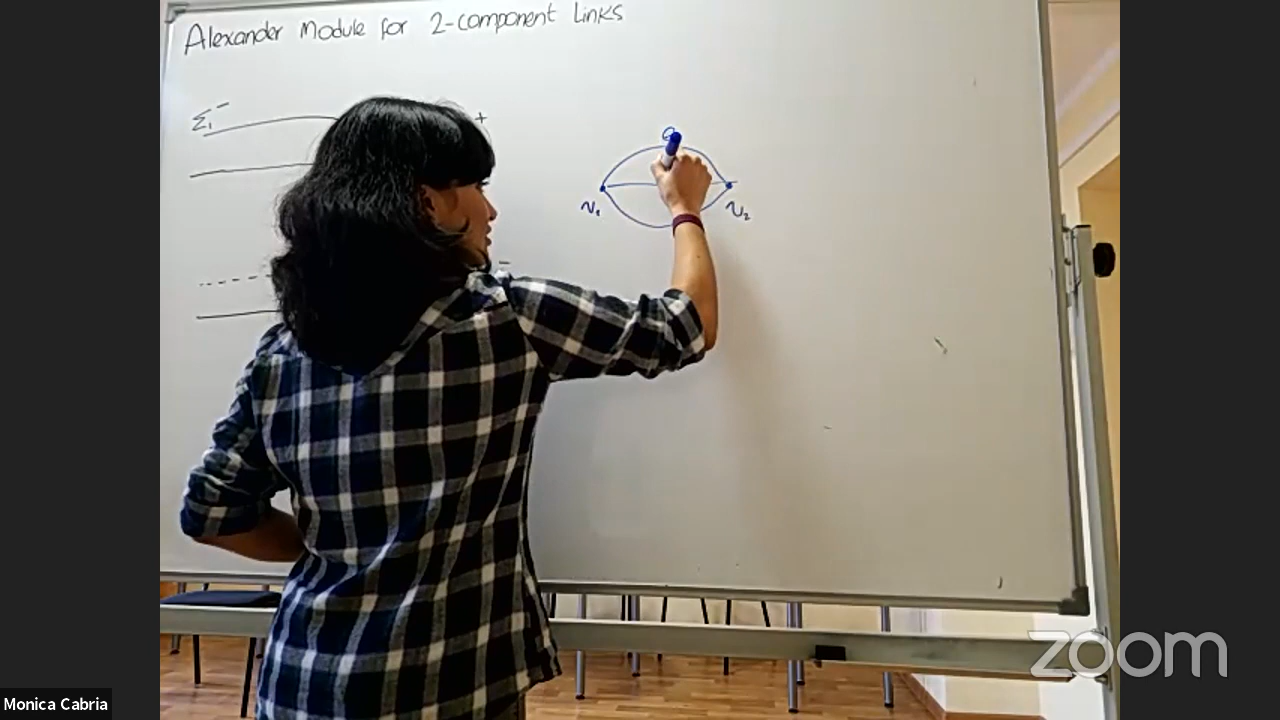 Alexander Module for 2-component Links
Σ₁⁻
+
v₁ v₂
zoom
Monica Cabria